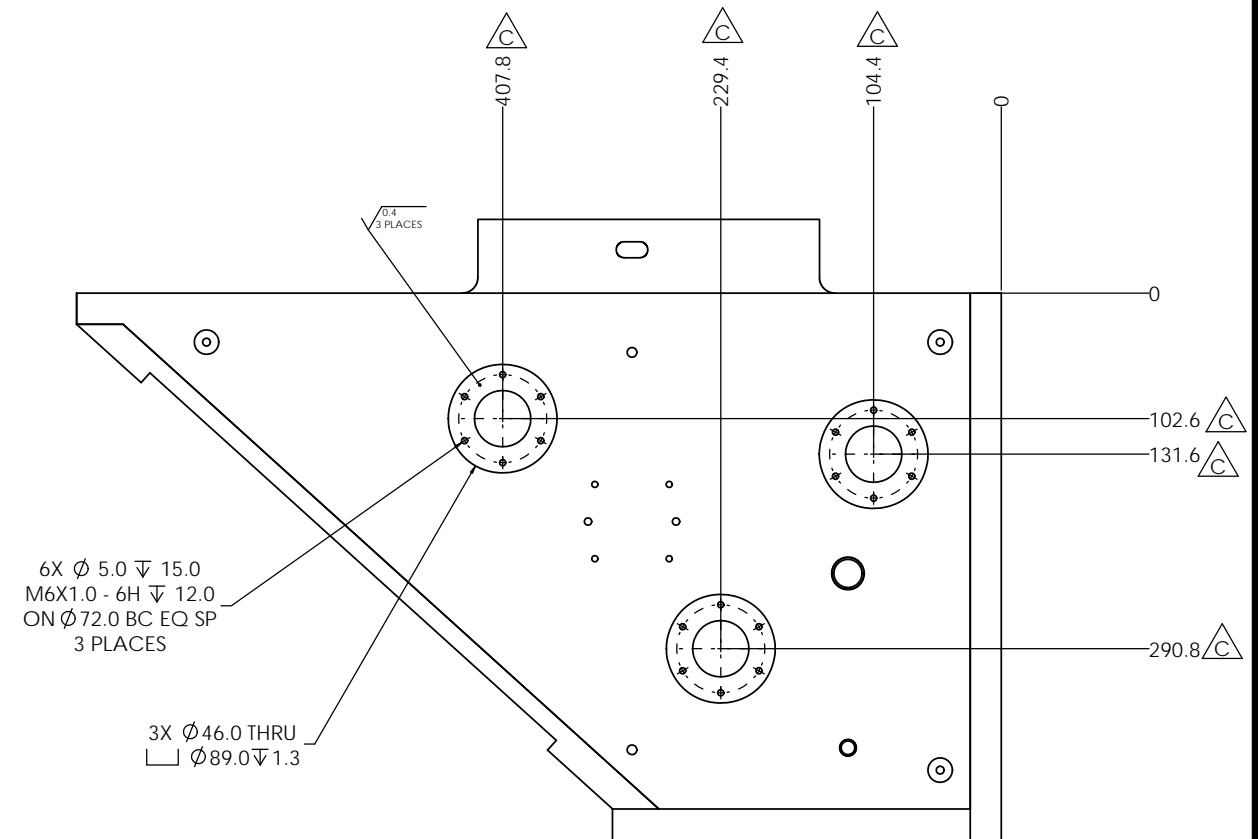 C
C
C
407.8
229.4
104.4
0
0.4
3 PLACES
0
102.6
C
131.6
C
6X Ø 5.0 ↧ 15.0
M6X1.0 - 6H ↧ 12.0
ON Ø72.0 BC EQ SP
3 PLACES
290.8
C
3X Ø46.0 THRU
⌴ Ø89.0↧1.3